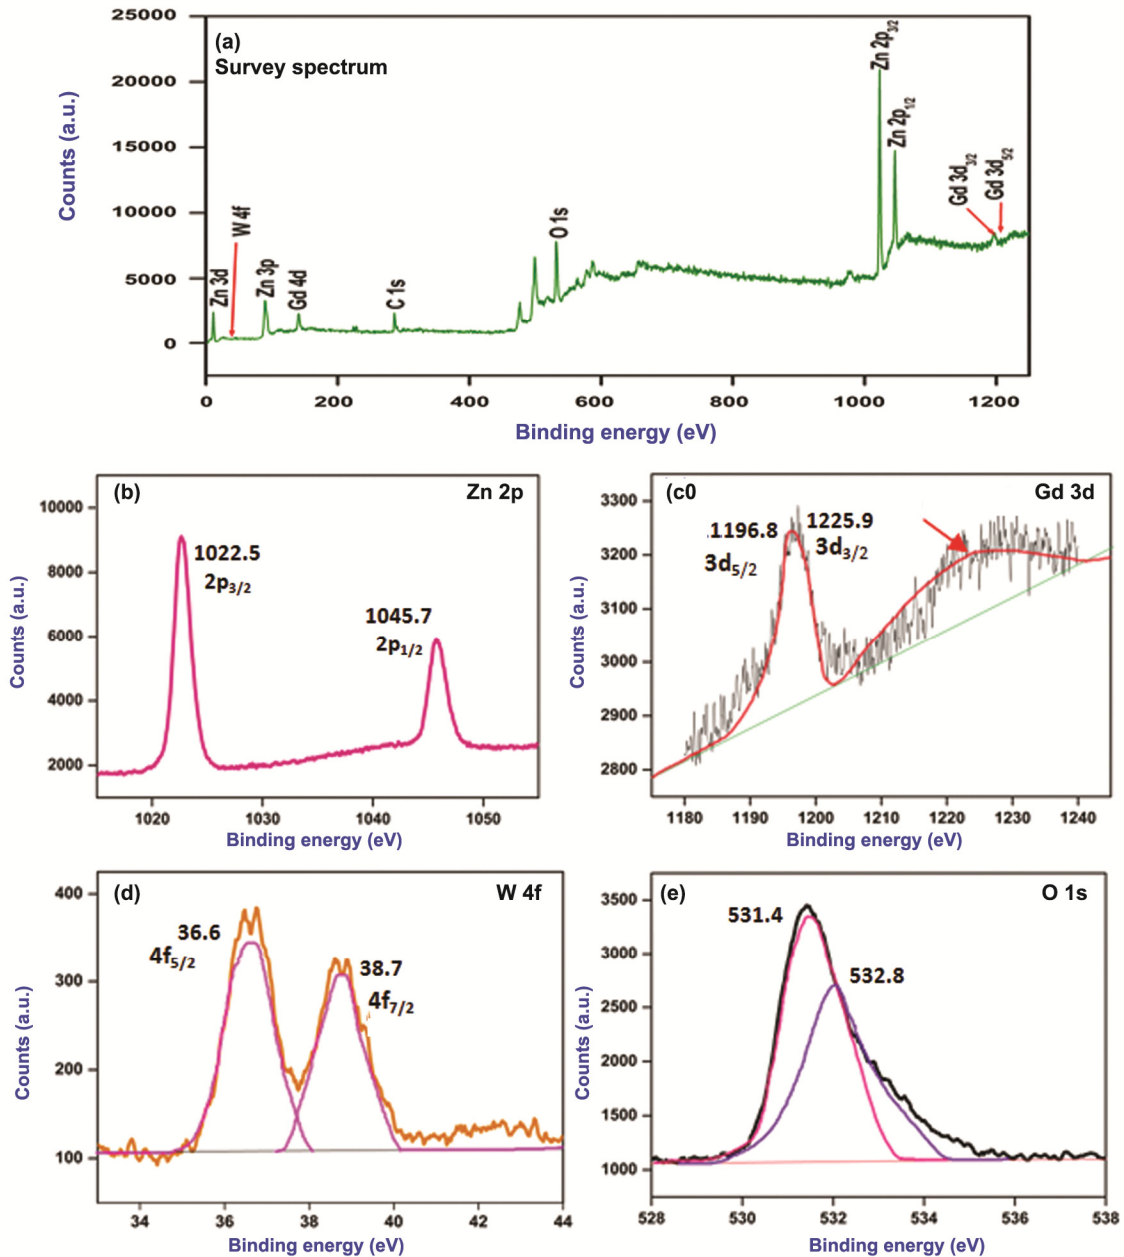 (a)
Survey spectrum
Counts (a.u.)
25000
20000
15000
10000
5000
0
Zn 3d
W 4f
Zn 3p
Gd 4d
C 1s
O 1s
Zn 2p3/2
Zn 2p1/2
Gd 3d3/2
Gd 3d5/2
0 200 400 600 800 1000 1200
Binding energy (eV)
(b)
Zn 2p
Counts (a.u.)
10000
8000
6000
4000
2000
1022.5
2p3/2
1045.7
2p1/2
1020 1030 1040 1050
Binding energy (eV)
(c0
Gd 3d
Counts (a.u.)
3300
3200
3100
3000
2900
2800
1196.8
3d5/2
1225.9
3d3/2
1180 1190 1200 1210 1220 1230 1240
Binding energy (eV)
(d)
W 4f
Counts (a.u.)
400
300
200
100
36.6
4f5/2
38.7
4f7/2
34 36 38 40 42 44
Binding energy (eV)
(e)
O 1s
Counts (a.u.)
3500
3000
2500
2000
1500
1000
531.4
532.8
528 530 532 534 536 538
Binding energy (eV)